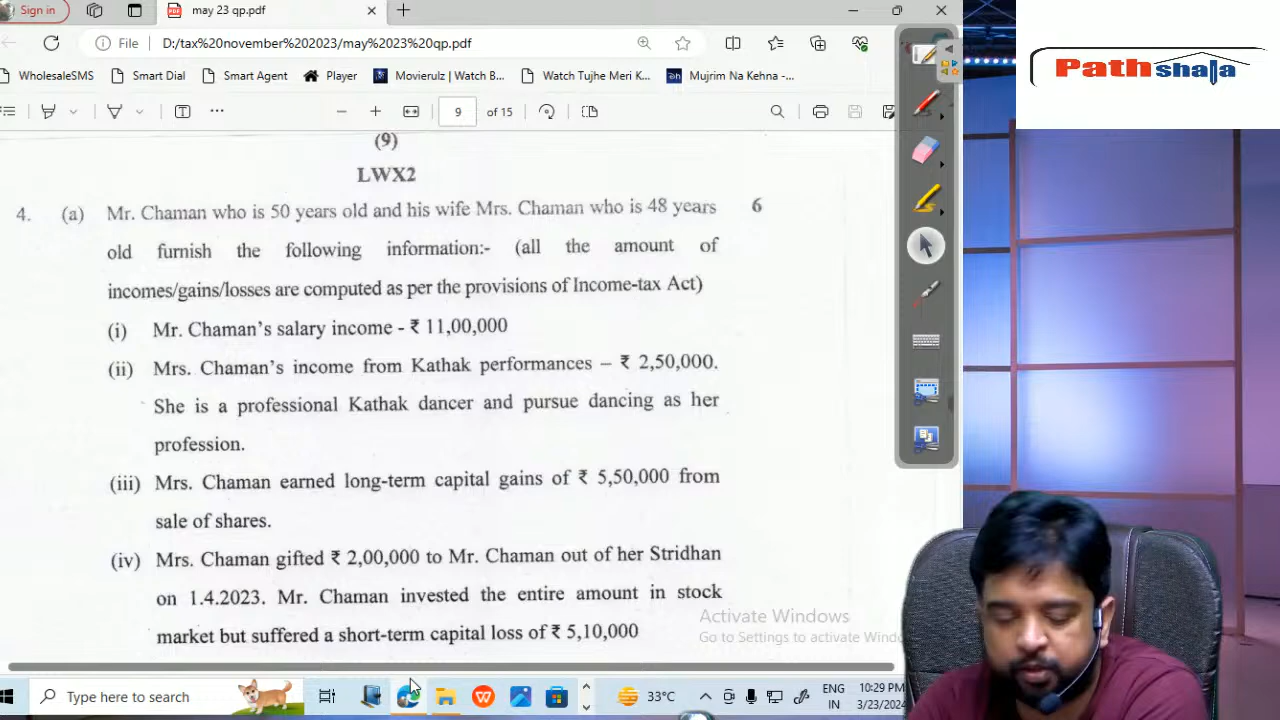 Sign in
may 23 qp.pdf
File
D:/tax%20november%202023/may%2023%20qp.pdf
WholesaleSMS
Smart Dial
Smart Agent
Player
Movierulz | Watch B...
Watch Tujhe Meri K...
Mujrim Na Kehna -...
9 of 15
Path shala
(9)
LWX2
4. (a) Mr. Chaman who is 50 years old and his wife Mrs. Chaman who is 48 years 6
old furnish the following information:- (all the amount of
incomes/gains/losses are computed as per the provisions of Income-tax Act)
(i) Mr. Chaman's salary income - ₹ 11,00,000
(ii) Mrs. Chaman's income from Kathak performances – ₹ 2,50,000.
She is a professional Kathak dancer and pursue dancing as her
profession.
(iii) Mrs. Chaman earned long-term capital gains of ₹ 5,50,000 from
sale of shares.
(iv) Mrs. Chaman gifted ₹ 2,00,000 to Mr. Chaman out of her Stridhan
on 1.4.2023. Mr. Chaman invested the entire amount in stock
market but suffered a short-term capital loss of ₹ 5,10,000
Activate Windows
Go to Settings to activate Windo
Type here to search
33°C
ENG
IN
10:29 PM
3/23/2024